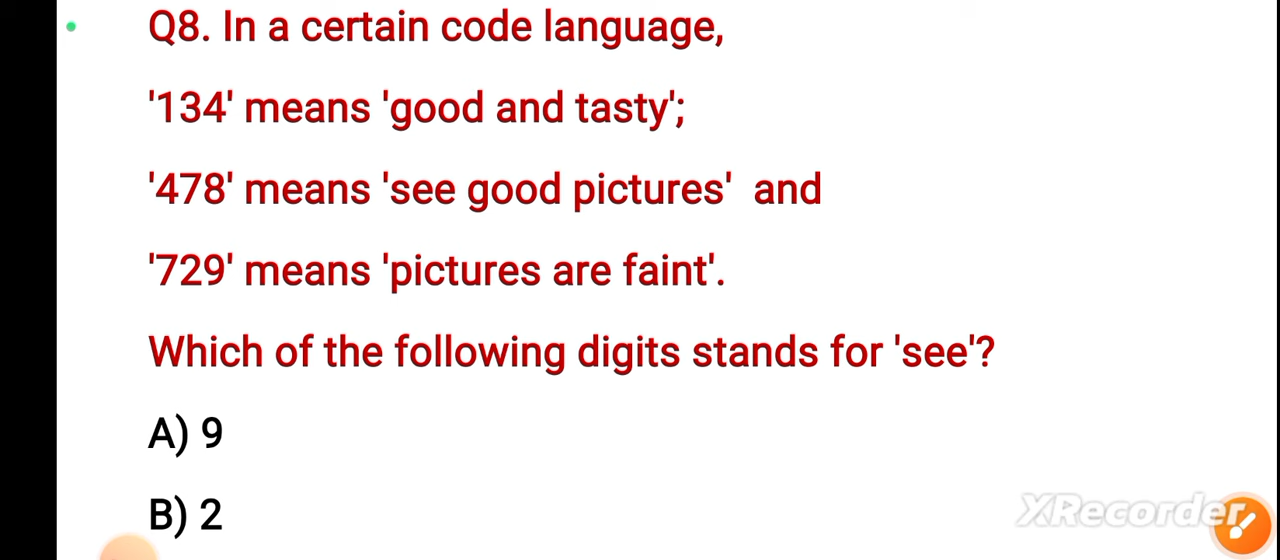 Q8. In a certain code language,
'134' means 'good and tasty';
'478' means 'see good pictures' and
'729' means 'pictures are faint'.
Which of the following digits stands for 'see'?
A) 9
B) 2
XRecorder